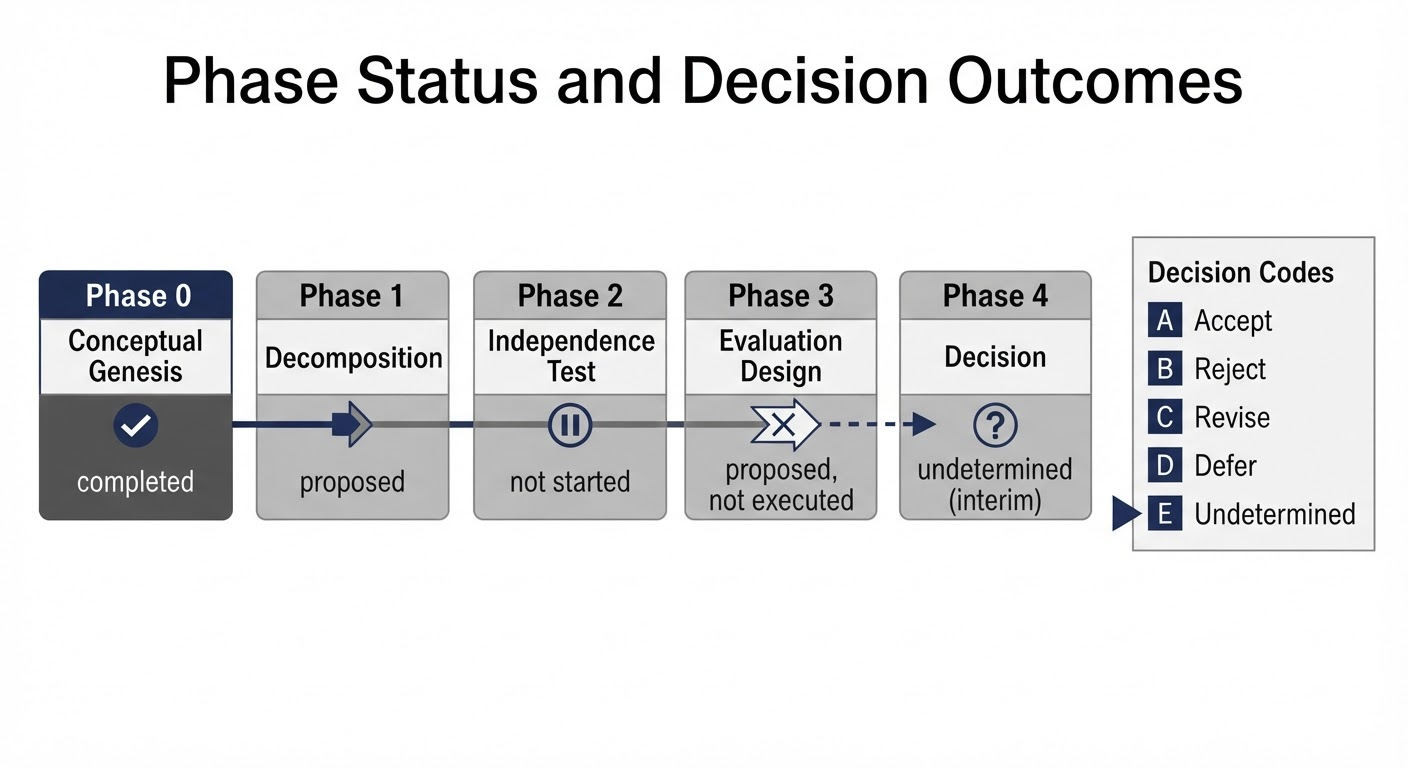 Phase Status and Decision Outcomes
Phase 0
Conceptual
Genesis
completed
Phase 1
Decomposition
proposed
Phase 2
Independence
Test
not started
Phase 3
Evaluation
Design
proposed,
not executed
Phase 4
Decision
?
undetermined
(interim)
Decision Codes
A Accept
B Reject
C Revise
D Defer
E Undetermined